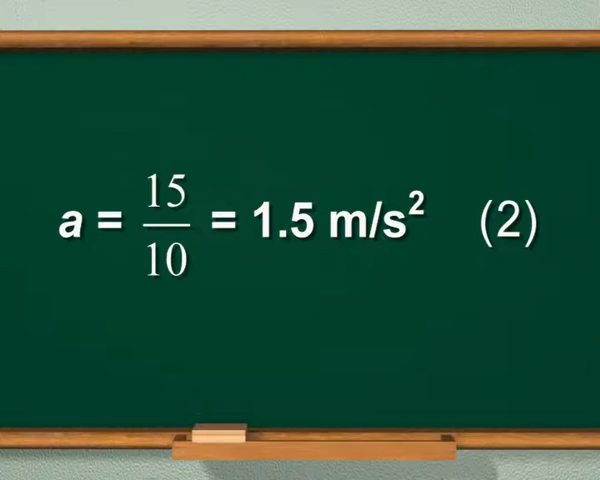 a = 15/10 = 1.5 m/s² (2)